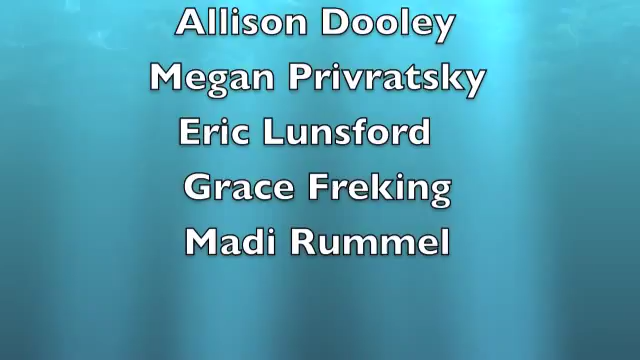 Allison Dooley
Megan Privratsky
Eric Lunsford
Grace Freking
Madi Rummel